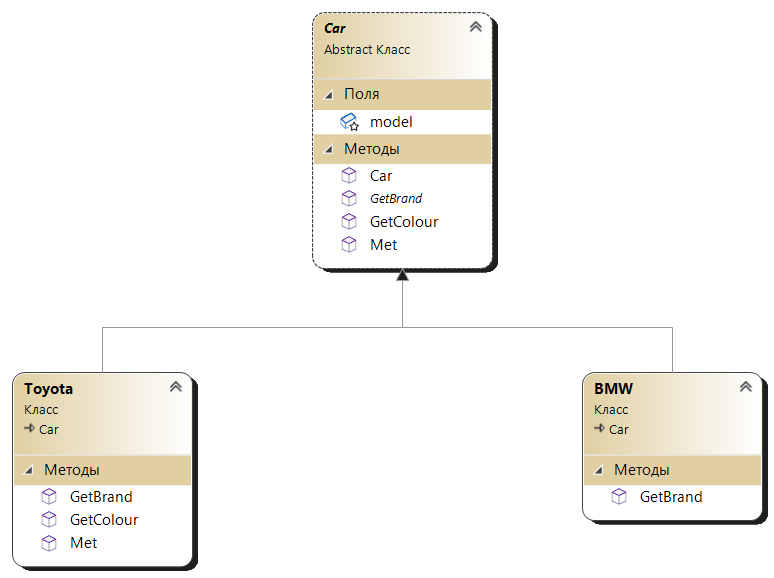 Car
Abstract Класс
Поля
model
Методы
Car
GetBrand
GetColour
Met
Toyota
Класс
Car
Методы
GetBrand
GetColour
Met
BMW
Класс
Car
Методы
GetBrand